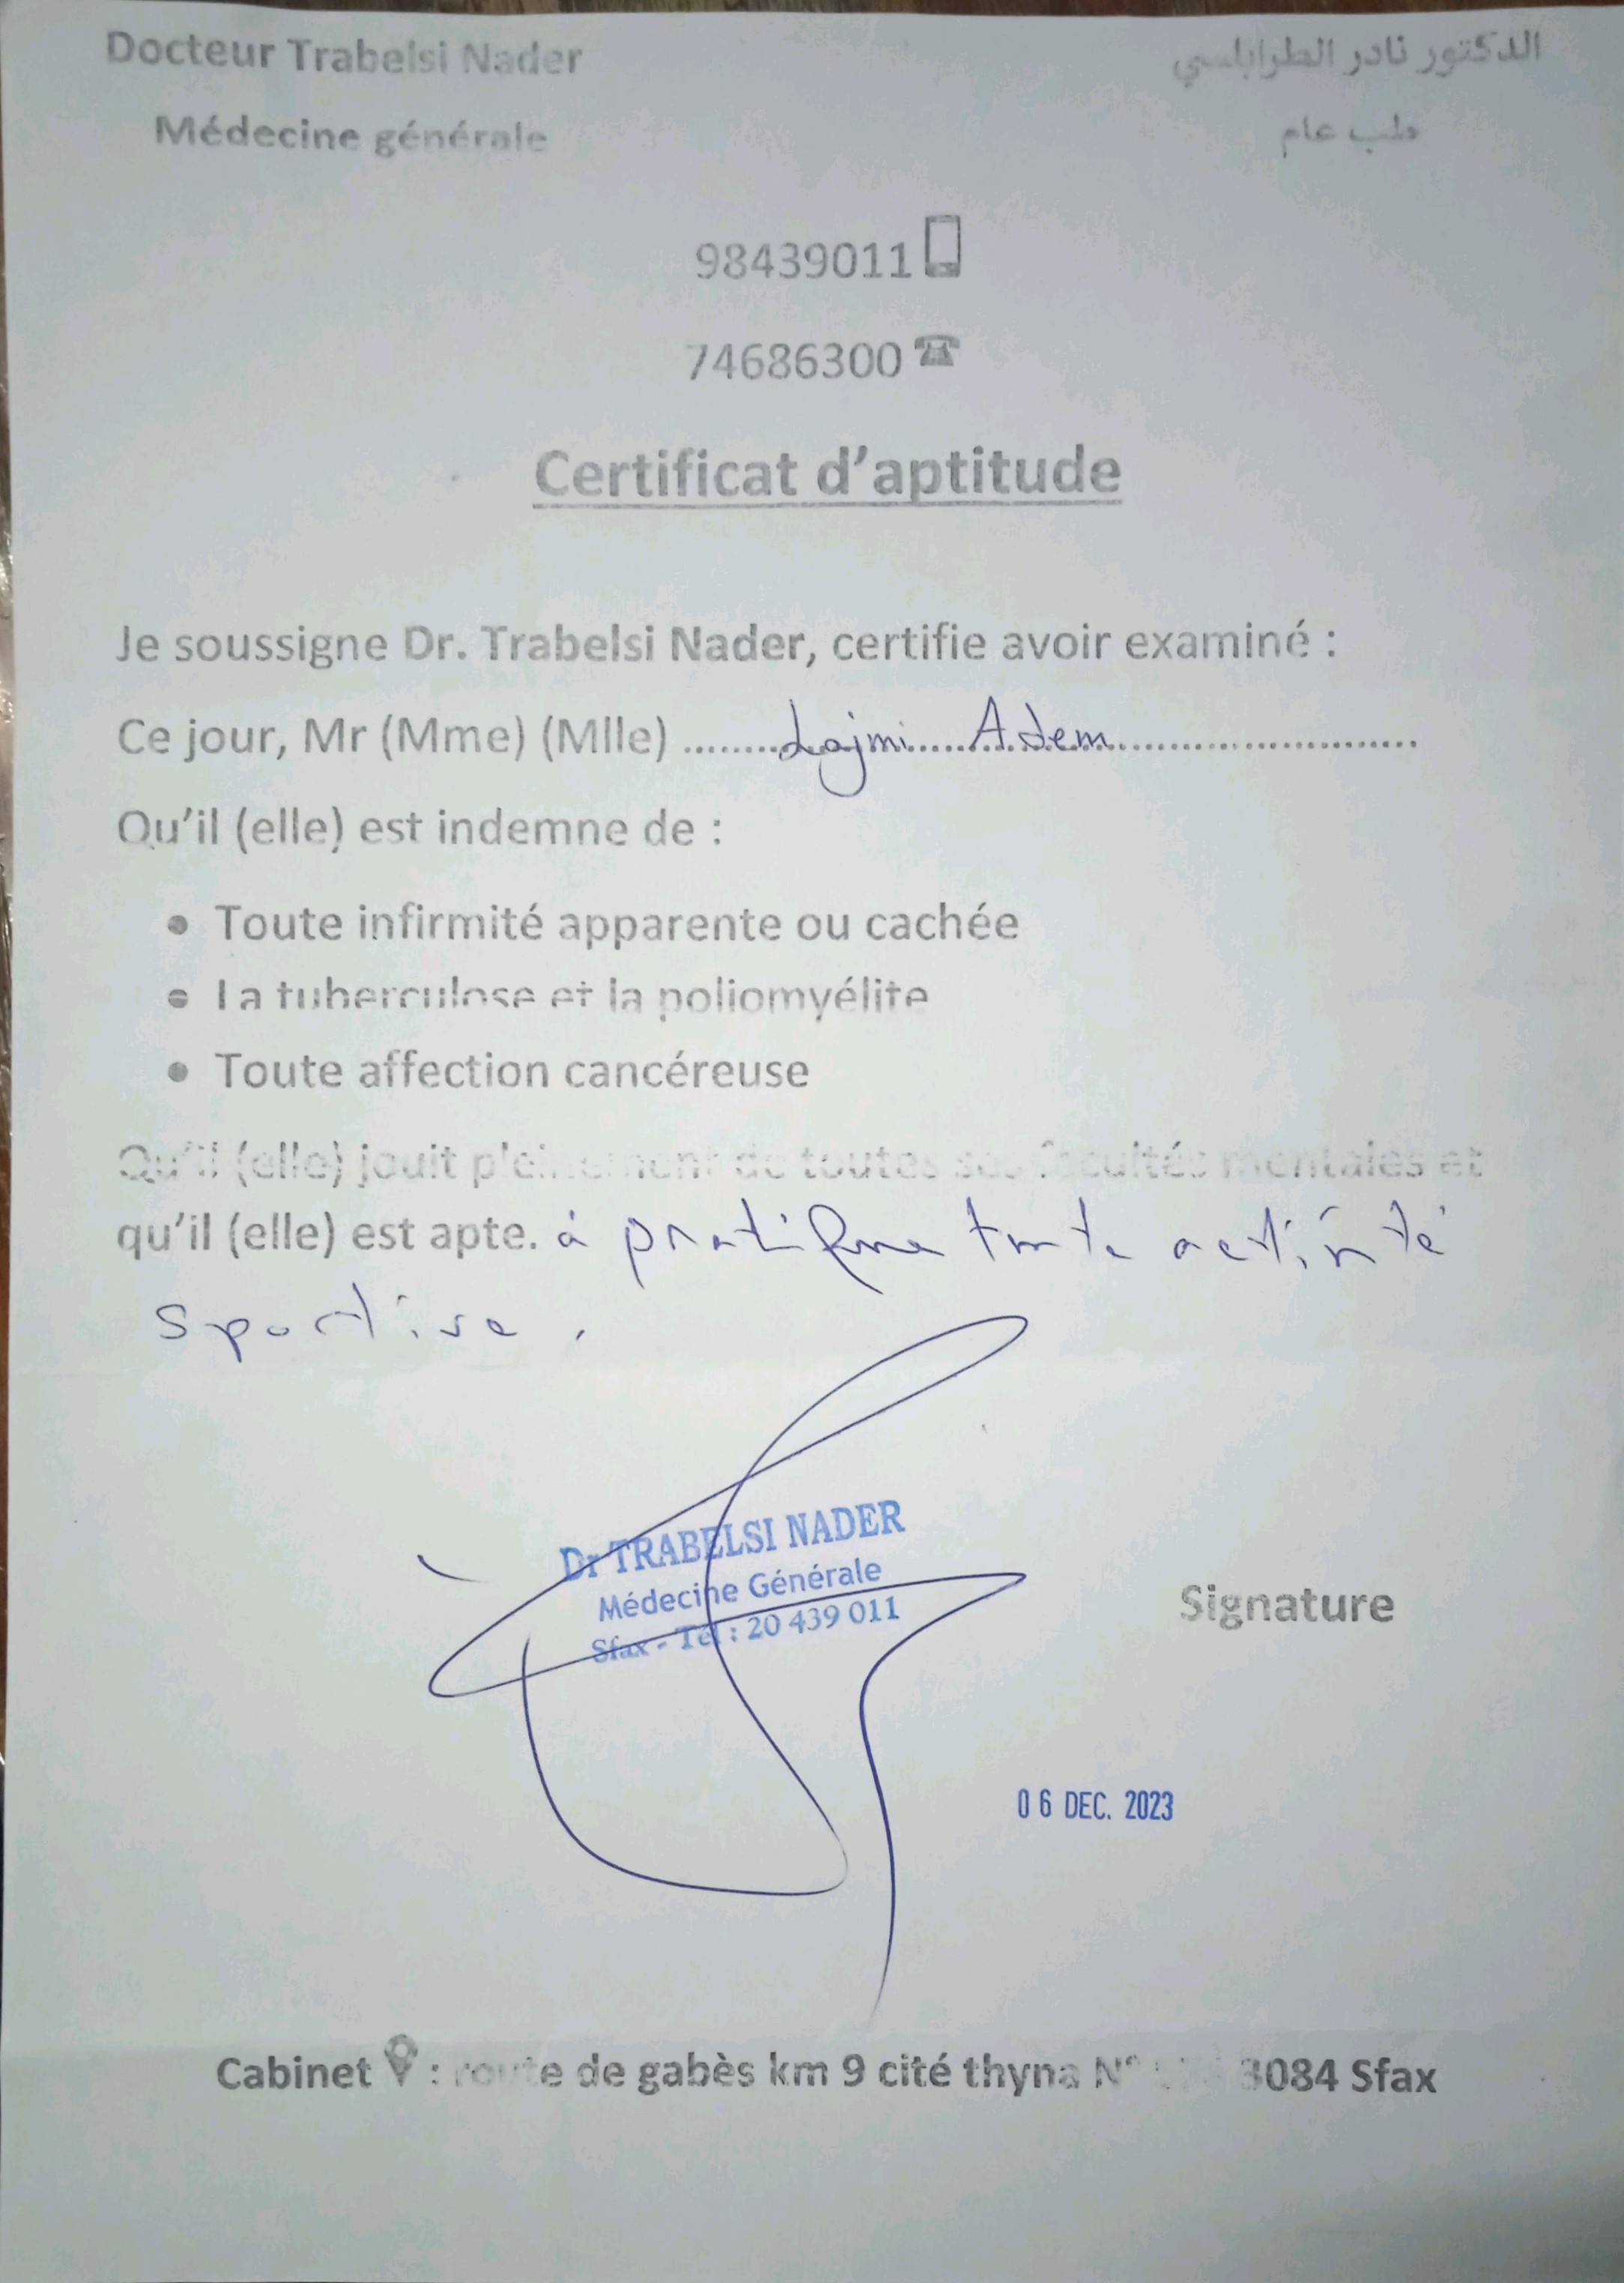 Docteur Trabelsi Nader
الدكتور نادر الطرابلسي
Médecine générale
طب عام
98439011
74686300
Certificat d'aptitude
Je soussigne Dr. Trabelsi Nader, certifie avoir examiné :
Ce jour, Mr (Mme) (Mlle) ........Lajmi.....Adem..............................
Qu'il (elle) est indemne de :
• Toute infirmité apparente ou cachée
• La tuberculose et la poliomyélite
• Toute affection cancéreuse
Qu'il (elle) jouit pleinement de toutes ses facultés mentales et
qu'il (elle) est apte. à pratique toute activité
sportive.
Dr TRABELSI NADER
Médecine Générale
Sfax - Tél : 20 439 011
Signature
06 DEC. 2023
Cabinet : route de gabès km 9 cité thyna N° 3084 Sfax